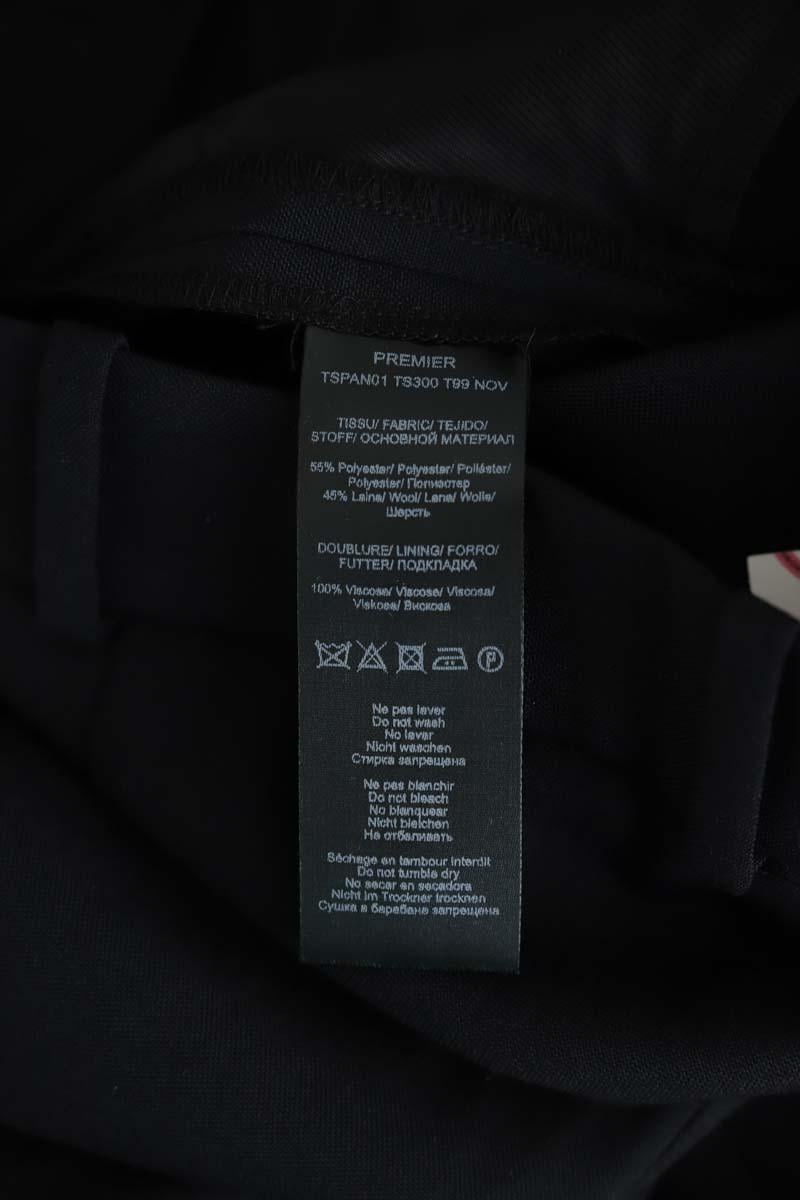 PREMIER
TSPAN01 TS300 T99 NOV
TISSU/ FABRIC/ TEJIDO/
STOFF/ ОСНОВНОЙ МАТЕРИАЛ
55% Polyester/ Polyester/ Poliéster/
Polyester/ Полиэстер
45% Laine/ Wool/ Lana/ Wolle/
Шерсть
DOUBLURE/ LINING/ FORRO/
FUTTER/ ПОДКЛАДКА
100% Viscose/ Viscose/ Viscosa/
Viskose/ Вискоза
P
Ne pas laver
Do not wash
No lavar
Nicht waschen
Стирка запрещена
Ne pas blanchir
Do not bleach
No blanquear
Nicht bleichen
Не отбеливать
Séchage en tambour interdit
Do not tumble dry
No secar en secadora
Nicht im Trockner trocknen
Сушка в барабане запрещена